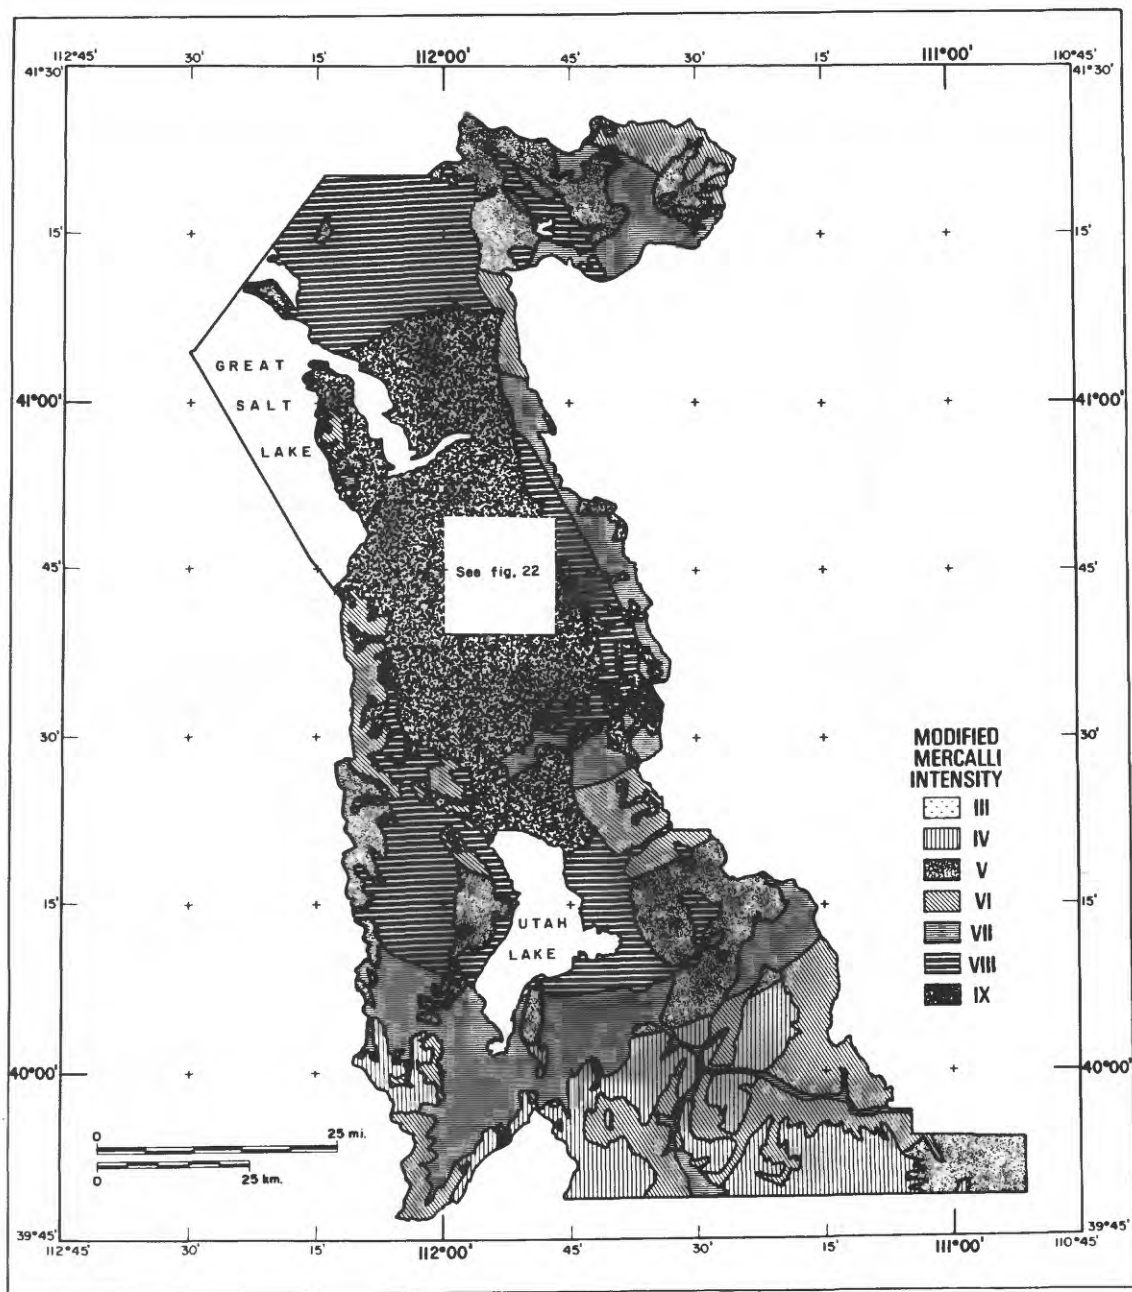 112°45' 30' 15' 112°00' 45' 30' 15' 111°00' 110°45'
41°30' 41°30'
15' 15'
GREAT
SALT
LAKE
41°00' 41°00'
See fig. 22
45' 45'
30' 30'
MODIFIED
MERCALLI
INTENSITY
III
IV
V
VI
VII
VIII
IX
15' 15'
UTAH
LAKE
40°00' 40°00'
0 25 mi.
0 25 km.
39°45' 39°45'
112°45' 30' 15' 112°00' 45' 30' 15' 111°00' 110°45'